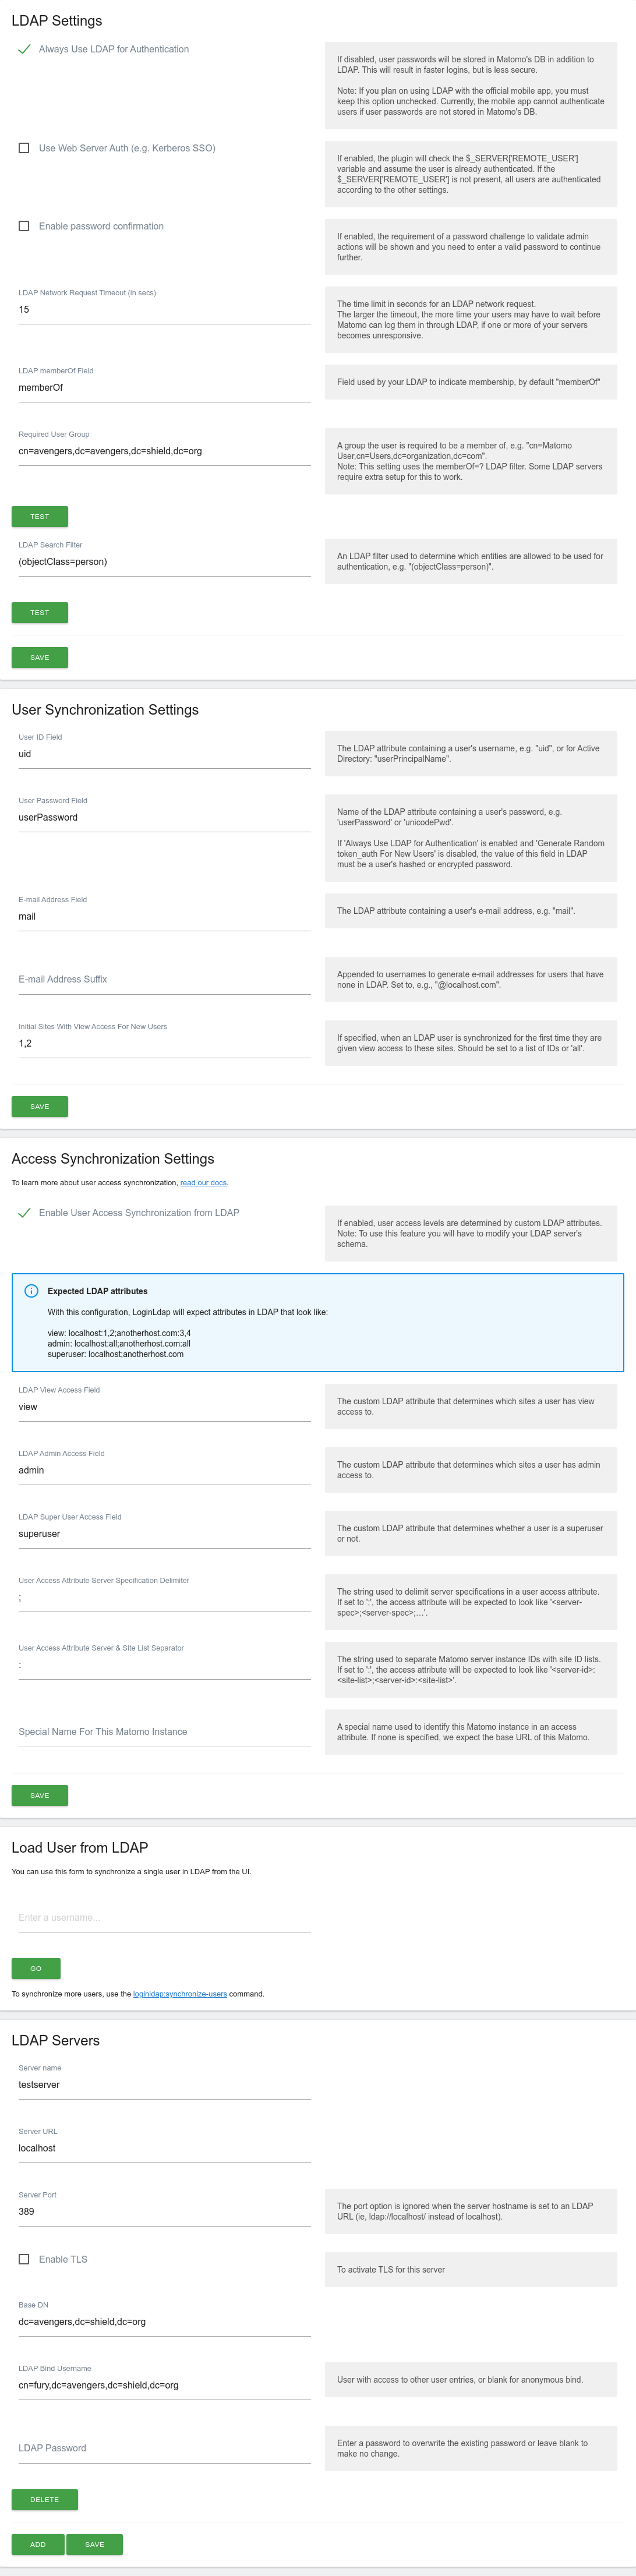 LDAP Settings
Always Use LDAP for Authentication
If disabled, user passwords will be stored in Matomo's DB in addition to
LDAP. This will result in faster logins, but is less secure.
Note: If you plan on using LDAP with the official mobile app, you must
keep this option unchecked. Currently, the mobile app cannot authenticate
users if user passwords are not stored in Matomo's DB.
Use Web Server Auth (e.g. Kerberos SSO)
If enabled, the plugin will check the $_SERVER['REMOTE_USER']
variable and assume the user is already authenticated. If the
$_SERVER['REMOTE_USER'] is not present, all users are authenticated
according to the other settings.
Enable password confirmation
If enabled, the requirement of a password challenge to validate admin
actions will be shown and you need to enter a valid password to continue
further.
LDAP Network Request Timeout (in secs)
15
The time limit in seconds for an LDAP network request.
The larger the timeout, the more time your users may have to wait before
Matomo can log them in through LDAP, if one or more of your servers
becomes unresponsive.
LDAP memberOf Field
memberOf
Field used by your LDAP to indicate membership, by default "memberOf"
Required User Group
cn=avengers,dc=avengers,dc=shield,dc=org
A group the user is required to be a member of, e.g. "cn=Matomo
User,cn=Users,dc=organization,dc=com".
Note: This setting uses the memberOf=? LDAP filter. Some LDAP servers
require extra setup for this to work.
TEST
LDAP Search Filter
(objectClass=person)
An LDAP filter used to determine which entities are allowed to be used for
authentication, e.g. "(objectClass=person)".
TEST
SAVE
User Synchronization Settings
User ID Field
uid
The LDAP attribute containing a user's username, e.g. "uid", or for Active
Directory: "userPrincipalName".
User Password Field
userPassword
Name of the LDAP attribute containing a user's password, e.g.
'userPassword' or 'unicodePwd'.
If 'Always Use LDAP for Authentication' is enabled and 'Generate Random
token_auth For New Users' is disabled, the value of this field in LDAP
must be a user's hashed or encrypted password.
E-mail Address Field
mail
The LDAP attribute containing a user's e-mail address, e.g. "mail".
E-mail Address Suffix
Appended to usernames to generate e-mail addresses for users that have
none in LDAP. Set to, e.g., "@localhost.com".
Initial Sites With View Access For New Users
1,2
If specified, when an LDAP user is synchronized for the first time they are
given view access to these sites. Should be set to a list of IDs or 'all'.
SAVE
Access Synchronization Settings
To learn more about user access synchronization, read our docs.
Enable User Access Synchronization from LDAP
If enabled, user access levels are determined by custom LDAP attributes.
Note: To use this feature you will have to modify your LDAP server's
schema.
Expected LDAP attributes
With this configuration, LoginLdap will expect attributes in LDAP that look like:
view: localhost:1,2;anotherhost.com:3,4
admin: localhost:all;anotherhost.com:all
superuser: localhost;anotherhost.com
LDAP View Access Field
view
The custom LDAP attribute that determines which sites a user has view
access to.
LDAP Admin Access Field
admin
The custom LDAP attribute that determines which sites a user has admin
access to.
LDAP Super User Access Field
superuser
The custom LDAP attribute that determines whether a user is a superuser
or not.
User Access Attribute Server Specification Delimiter
;
The string used to delimit server specifications in a user access attribute.
If set to ';', the access attribute will be expected to look like '<server-
spec>;<server-spec>;…'.
User Access Attribute Server & Site List Separator
:
The string used to separate Matomo server instance IDs with site ID lists.
If set to ':', the access attribute will be expected to look like '<server-id>:
<site-list>;<server-id>:<site-list>'.
Special Name For This Matomo Instance
A special name used to identify this Matomo instance in an access
attribute. If none is specified, we expect the base URL of this Matomo.
SAVE
Load User from LDAP
You can use this form to synchronize a single user in LDAP from the UI.
Enter a username...
GO
To synchronize more users, use the loginldap:synchronize-users command.
LDAP Servers
Server name
testserver
Server URL
localhost
Server Port
389
The port option is ignored when the server hostname is set to an LDAP
URL (ie, ldap://localhost/ instead of localhost).
Enable TLS
To activate TLS for this server
Base DN
dc=avengers,dc=shield,dc=org
LDAP Bind Username
cn=fury,dc=avengers,dc=shield,dc=org
User with access to other user entries, or blank for anonymous bind.
LDAP Password
Enter a password to overwrite the existing password or leave blank to
make no change.
DELETE
ADD SAVE